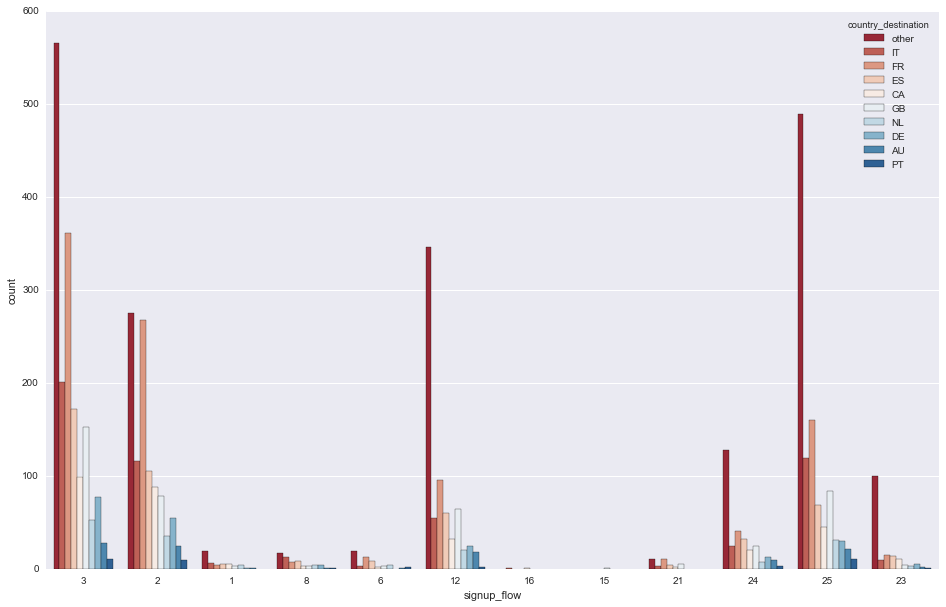 600
500
400
300
200
100
0
count
3 2 1 8 6 12 16 15 21 24 25 23
signup_flow
country_destination
other
IT
FR
ES
CA
GB
NL
DE
AU
PT